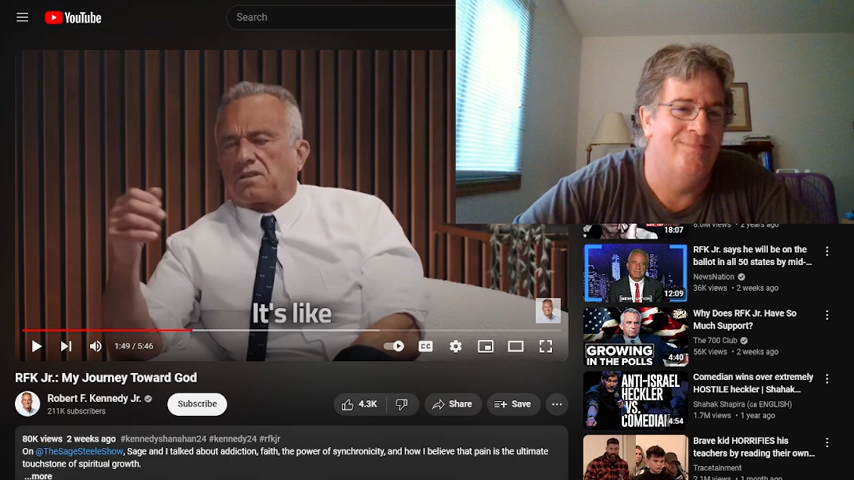 YouTube
Search
It's like
1:49 / 5:46
CC
RFK Jr.: My Journey Toward God
Robert F. Kennedy Jr.
211K subscribers
Subscribe
4.3K
Share
Save
80K views 2 weeks ago #kennedyshanahan24 #kennedy24 #rfkjr
On @TheSageSteeleShow, Sage and I talked about addiction, faith, the power of synchronicity, and how I believe that pain is the ultimate
touchstone of spiritual growth.
...more
18:07
8.6M views • 2 years ago
RFK Jr. says he will be on the
ballot in all 50 states by mid-...
NewsNation
36K views • 2 weeks ago
12:09
Why Does RFK Jr. Have So
Much Support?
The 700 Club
56K views • 2 weeks ago
GROWING
IN THE POLLS
4:40
Comedian wins over extremely
HOSTILE heckler | Shahak...
Shahak Shapira (ܧ ENGLISH)
1.7M views • 1 year ago
ANTI-ISRAEL
HECKLER
VS.
COMEDIAN
4:54
Brave kid HORRIFIES his
teachers by reading their own...
Tracetainment
2.1M views • 1 month ago